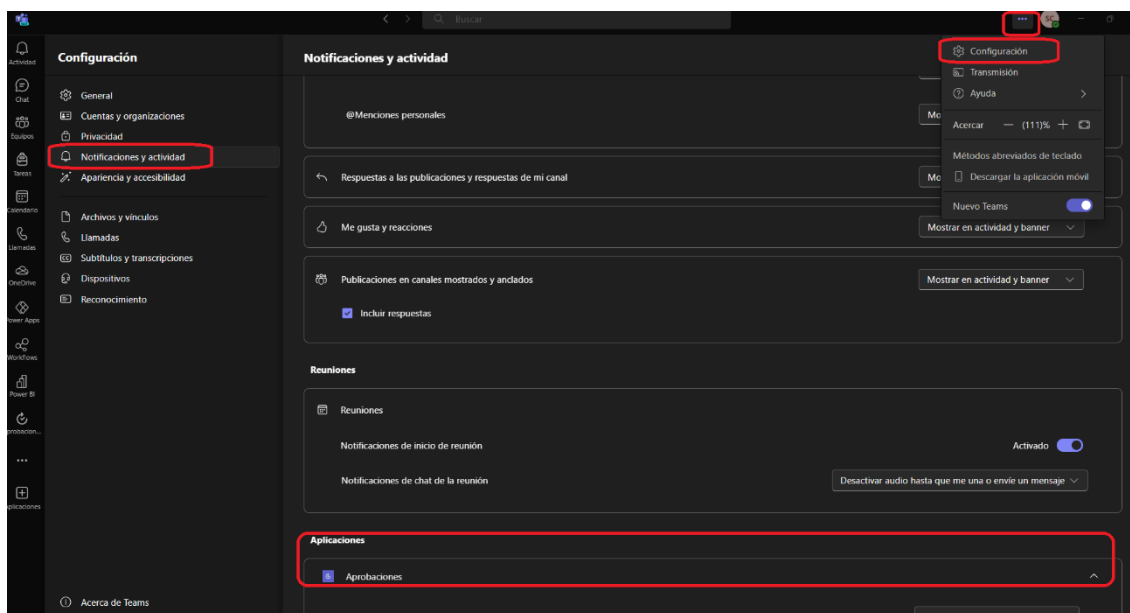 Buscar
...
SC
Actividad
Chat
Equipos
Tareas
Calendario
Llamadas
OneDrive
Power Apps
Workflows
Power BI
probacion...
...
plicaciones
Configuración
General
Cuentas y organizaciones
Privacidad
Notificaciones y actividad
Apariencia y accesibilidad
Archivos y vínculos
Llamadas
Subtítulos y transcripciones
Dispositivos
Reconocimiento
Acerca de Teams
Notificaciones y actividad
@Menciones personales
Mo
Respuestas a las publicaciones y respuestas de mi canal
Mo
Me gusta y reacciones
Mostrar en actividad y banner
Publicaciones en canales mostrados y anclados
Mostrar en actividad y banner
Incluir respuestas
Reuniones
Reuniones
Notificaciones de inicio de reunión
Activado
Notificaciones de chat de la reunión
Desactivar audio hasta que me una o envíe un mensaje
Aplicaciones
Aprobaciones
Configuración
Transmisión
Ayuda
Acercar — (111)% +
Métodos abreviados de teclado
Descargar la aplicación móvil
Nuevo Teams